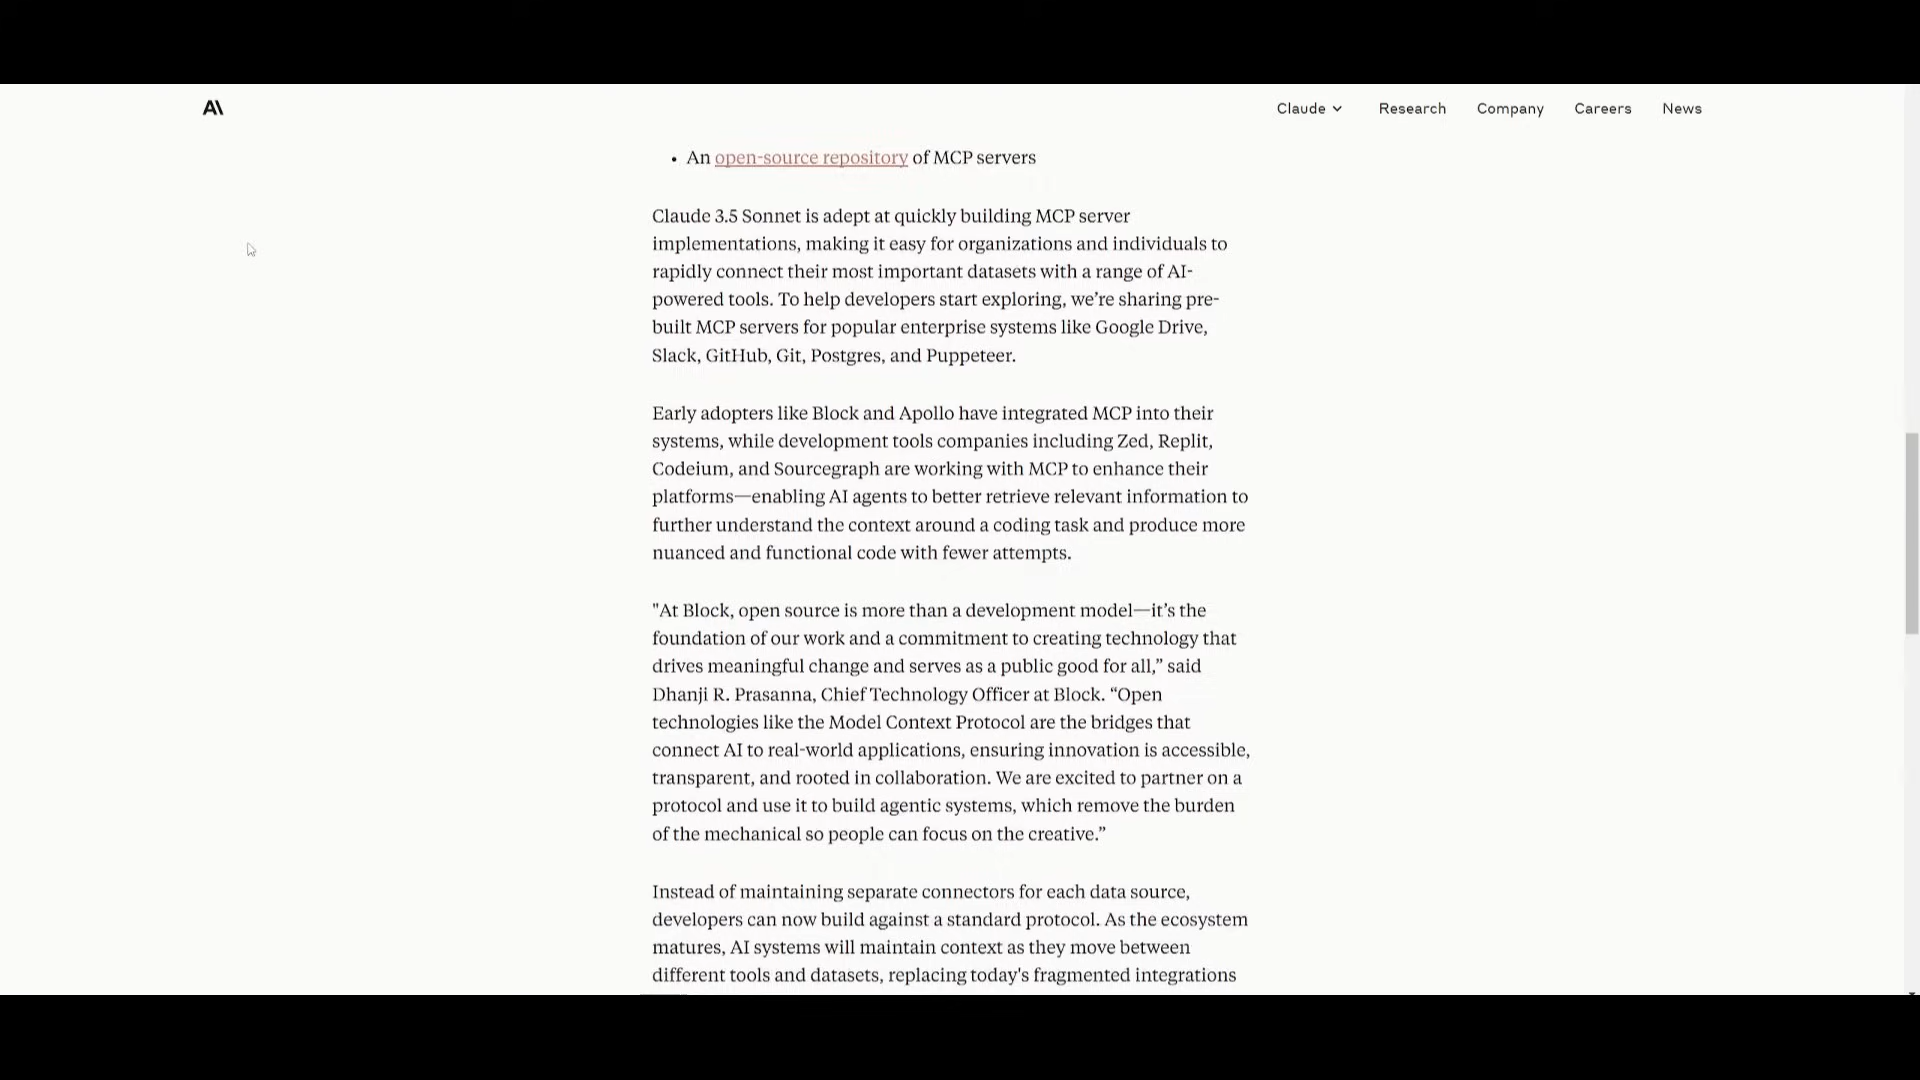 A\
Claude
Research
Company
Careers
News
• An open-source repository of MCP servers
Claude 3.5 Sonnet is adept at quickly building MCP server
implementations, making it easy for organizations and individuals to
rapidly connect their most important datasets with a range of AI-
powered tools. To help developers start exploring, we’re sharing pre-
built MCP servers for popular enterprise systems like Google Drive,
Slack, GitHub, Git, Postgres, and Puppeteer.
Early adopters like Block and Apollo have integrated MCP into their
systems, while development tools companies including Zed, Replit,
Codeium, and Sourcegraph are working with MCP to enhance their
platforms—enabling AI agents to better retrieve relevant information to
further understand the context around a coding task and produce more
nuanced and functional code with fewer attempts.
"At Block, open source is more than a development model—it’s the
foundation of our work and a commitment to creating technology that
drives meaningful change and serves as a public good for all,” said
Dhanji R. Prasanna, Chief Technology Officer at Block. “Open
technologies like the Model Context Protocol are the bridges that
connect AI to real-world applications, ensuring innovation is accessible,
transparent, and rooted in collaboration. We are excited to partner on a
protocol and use it to build agentic systems, which remove the burden
of the mechanical so people can focus on the creative.”
Instead of maintaining separate connectors for each data source,
developers can now build against a standard protocol. As the ecosystem
matures, AI systems will maintain context as they move between
different tools and datasets, replacing today's fragmented integrations